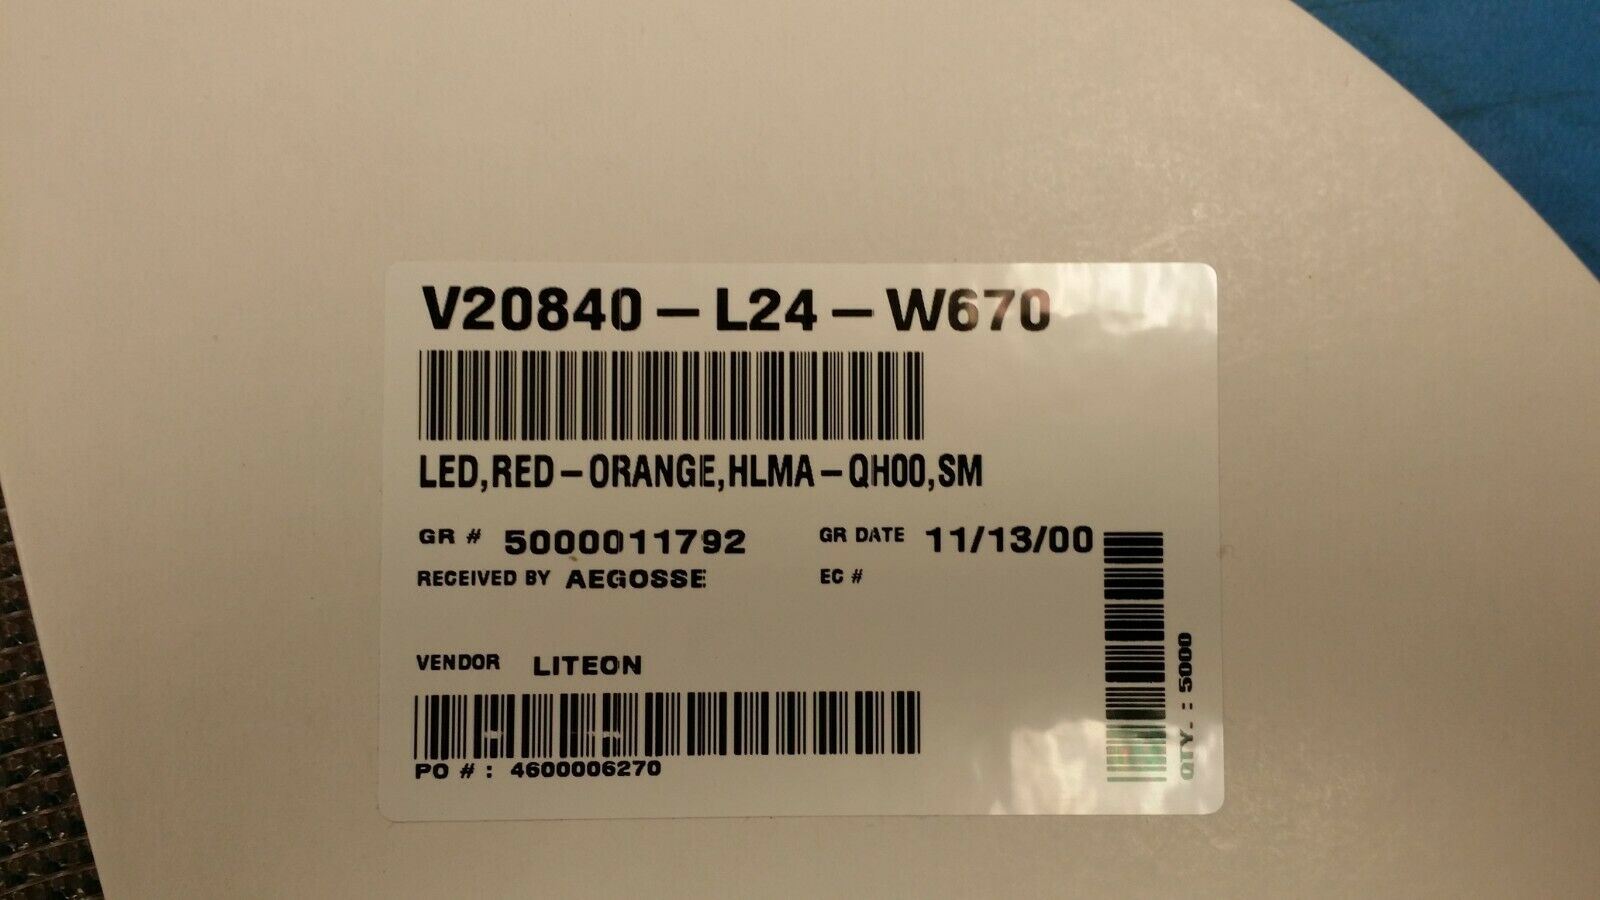 V20840-L24-W670
LED,RED-ORANGE,HLMA-QH00,SM
GR # 5000011792 GR DATE 11/13/00
RECEIVED BY AEGOSSE EC #
VENDOR LITEON
PO # : 4600006270
QTY. : 5000